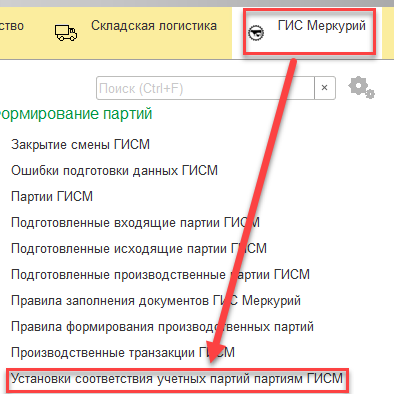 ство
Складская логистика
ГИС Меркурий
Поиск (Ctrl+F)
×
ормирование партий
Закрытие смены ГИСМ
Ошибки подготовки данных ГИСМ
Партии ГИСМ
Подготовленные входящие партии ГИСМ
Подготовленные исходящие партии ГИСМ
Подготовленные производственные партии ГИСМ
Правила заполнения документов ГИС Меркурий
Правила формирования производственных партий
Производственные транзакции ГИСМ
Установки соответствия учетных партий партиям ГИСМ